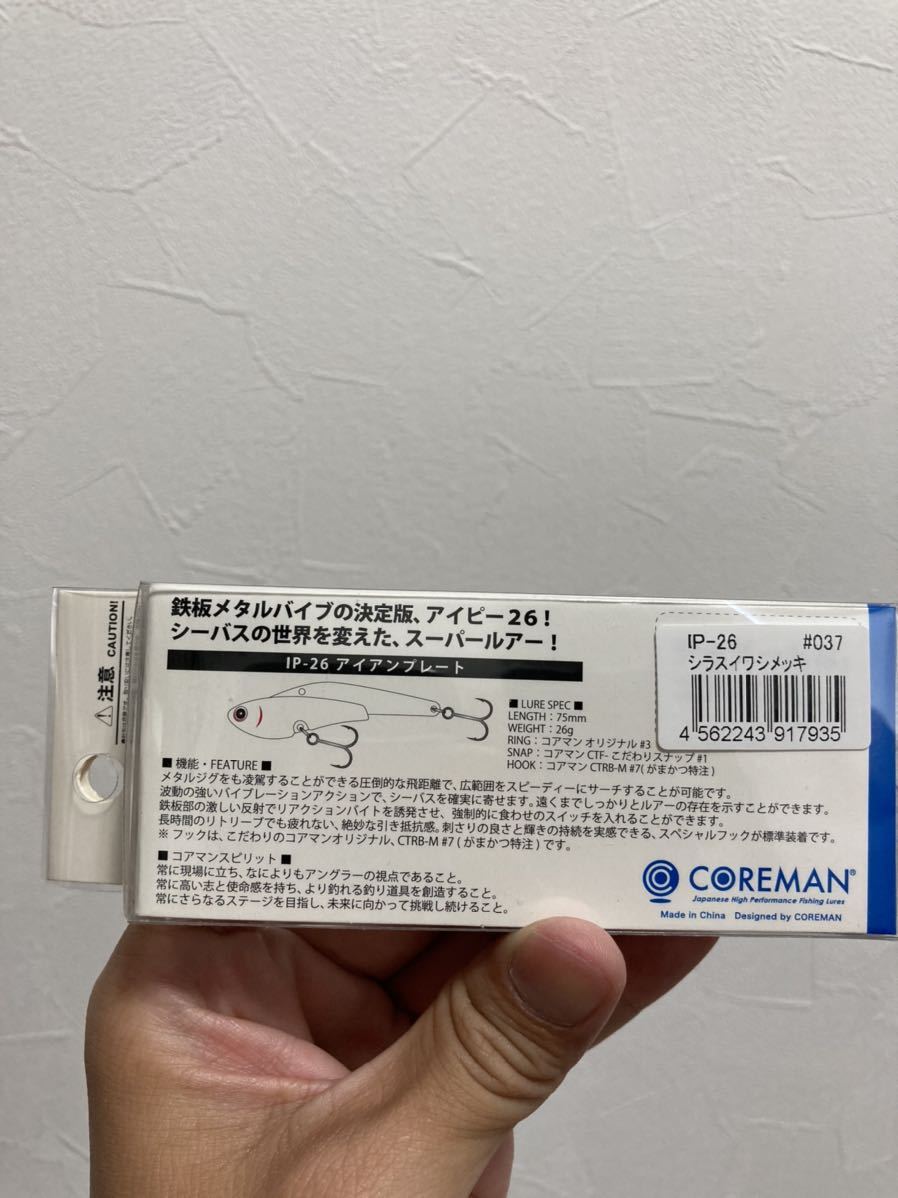 鉄板メタルバイブの決定版、アイピー26！
シーバスの世界を変えた、スーパールアー！
IP-26 アイアンプレート
■ LURE SPEC ■
LENGTH：75mm
WEIGHT：26g
RING：コアマン オリジナル #3
SNAP：コアマン CTF- こだわりスナップ #1
HOOK：コアマン CTRB-M #7(がまかつ特注)
■ 機能・FEATURE ■
メタルジグをも凌駕することができる圧倒的な飛距離で、広範囲をスピーディーにサーチすることが可能です。
波動の強いバイブレーションアクションで、シーバスを確実に寄せます。遠くまでしっかりとルアーの存在を示すことができます。
鉄板部の激しい反射でリアクションバイトを誘発させ、強制的に食わせのスイッチを入れることができます。
長時間のリトリーブでも疲れない、絶妙な引き抵抗感。刺さりの良さと輝きの持続を実感できる、スペシャルフックが標準装着です。
※ フックは、こだわりのコアマンオリジナル、CTRB-M #7 ( がまかつ特注 ) です。
■ コアマンスピリット ■
常に現場に立ち、なによりもアングラーの視点であること。
常に高い志と使命感を持ち、より釣れる釣り道具を創造すること。
常にさらなるステージを目指し、未来に向かって挑戦し続けること。
IP-26 #037
シラスイワシメッキ
4 562243 917935
COREMAN®
Japanese High Performance Fishing Lures
Made in China Designed by COREMAN
注意 CAUTION!